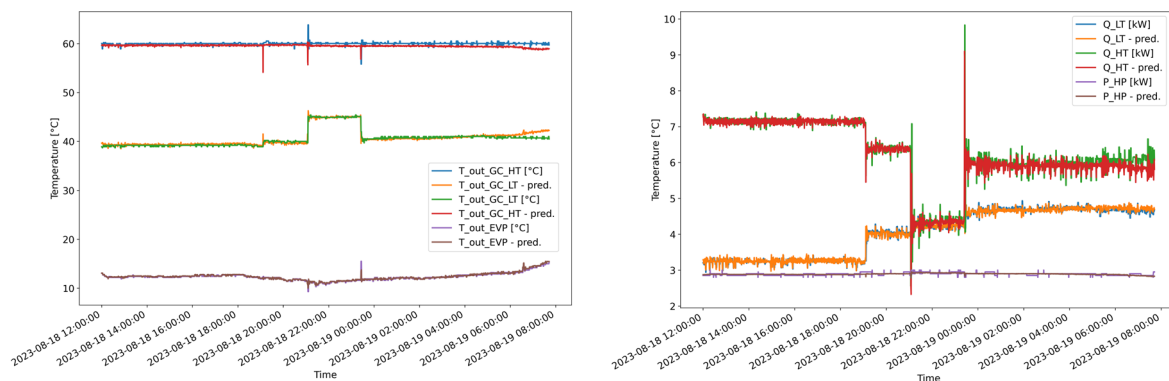 60
50
40
30
20
10
Temperature [°C]
T_out_GC_HT [°C]
T_out_GC_LT - pred.
T_out_GC_LT [°C]
T_out_GC_HT - pred.
T_out_EVP [°C]
T_out_EVP - pred.
2023-08-18 12:00:00
2023-08-18 14:00:00
2023-08-18 16:00:00
2023-08-18 18:00:00
2023-08-18 20:00:00
2023-08-18 22:00:00
2023-08-19 00:00:00
2023-08-19 02:00:00
2023-08-19 04:00:00
2023-08-19 06:00:00
2023-08-19 08:00:00
Time
10
9
8
7
6
5
4
3
2
Temperature [°C]
Q_LT [kW]
Q_LT - pred.
Q_HT [kW]
Q_HT - pred.
P_HP [kW]
P_HP - pred.
2023-08-18 12:00:00
2023-08-18 14:00:00
2023-08-18 16:00:00
2023-08-18 18:00:00
2023-08-18 20:00:00
2023-08-18 22:00:00
2023-08-19 00:00:00
2023-08-19 02:00:00
2023-08-19 04:00:00
2023-08-19 06:00:00
2023-08-19 08:00:00
Time